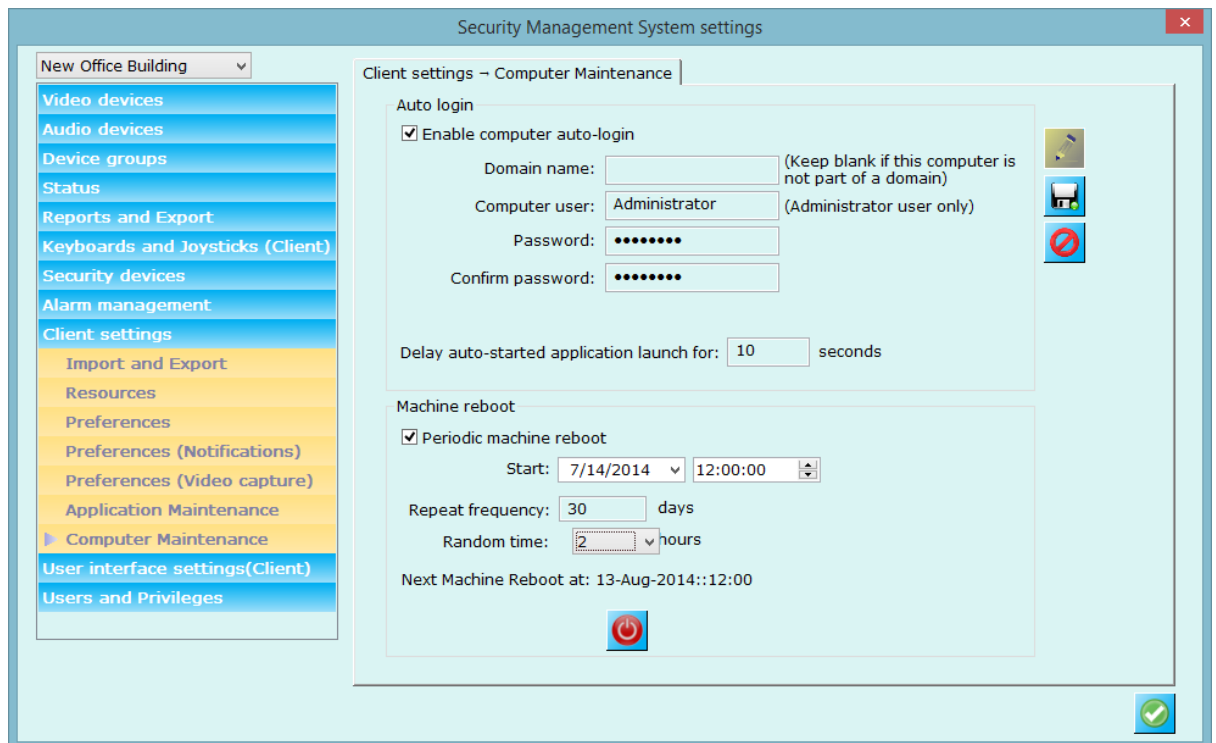 Security Management System settings
New Office Building
Video devices
Audio devices
Device groups
Status
Reports and Export
Keyboards and Joysticks (Client)
Security devices
Alarm management
Client settings
Import and Export
Resources
Preferences
Preferences (Notifications)
Preferences (Video capture)
Application Maintenance
Computer Maintenance
User interface settings(Client)
Users and Privileges
Client settings → Computer Maintenance
Auto login
Enable computer auto-login
Domain name: (Keep blank if this computer is
not part of a domain)
Computer user: Administrator (Administrator user only)
Password: ••••••••
Confirm password: ••••••••
Delay auto-started application launch for: 10 seconds
Machine reboot
Periodic machine reboot
Start: 7/14/2014 12:00:00
Repeat frequency: 30 days
Random time: 2 hours
Next Machine Reboot at: 13-Aug-2014::12:00